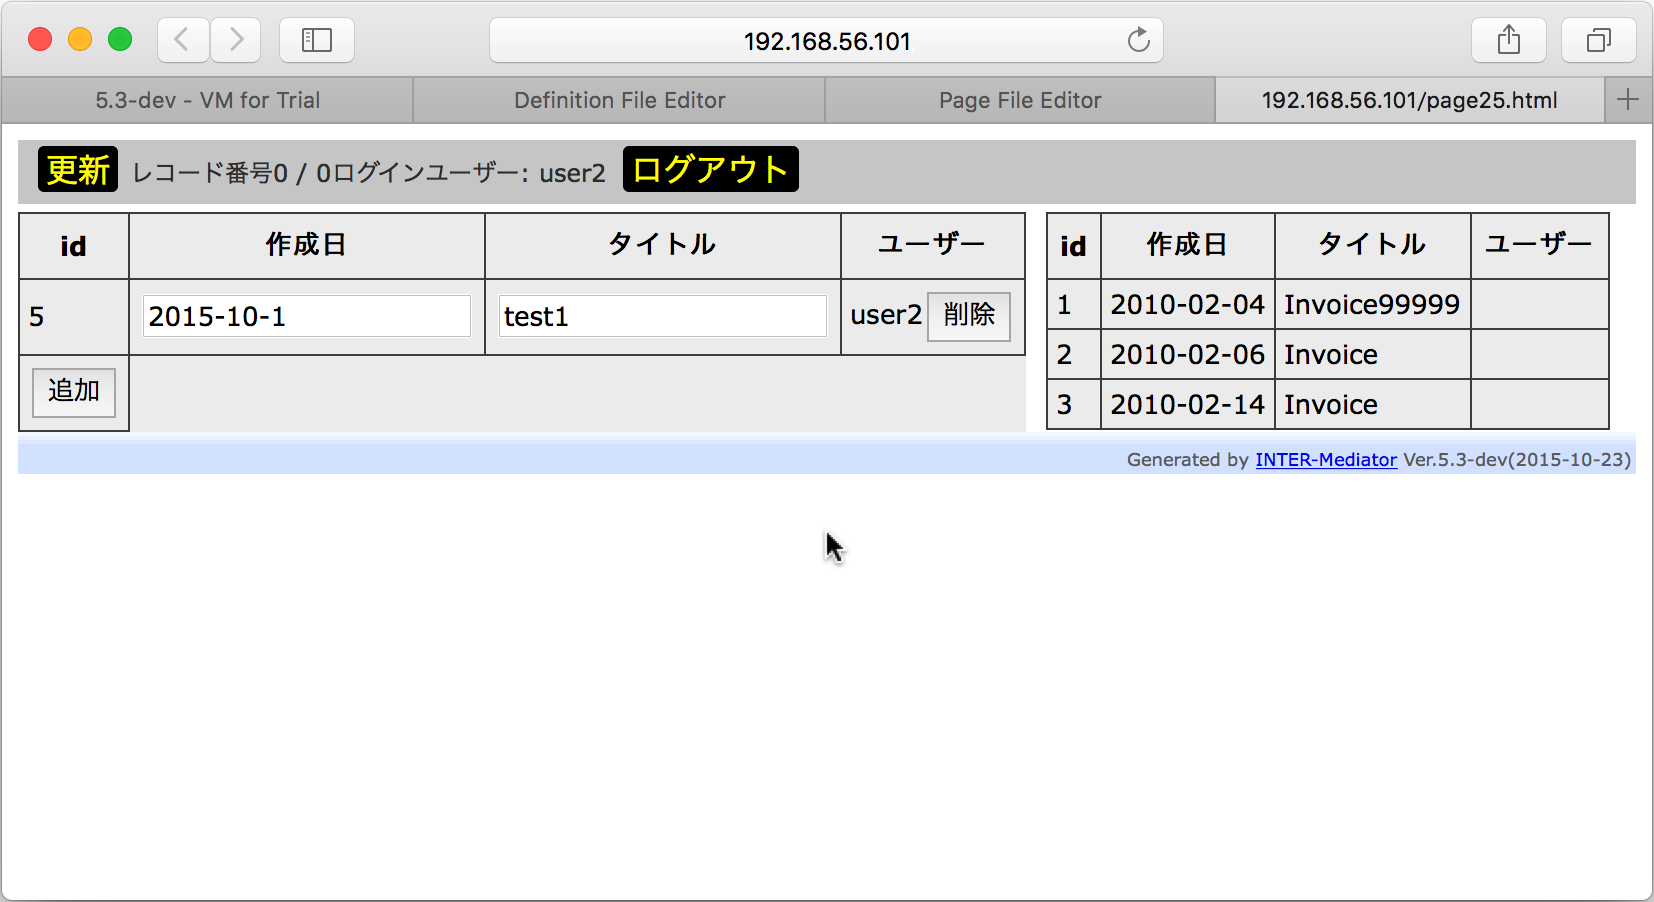 192.168.56.101
5.3-dev - VM for Trial Definition File Editor Page File Editor 192.168.56.101/page25.html
更新 レコード番号0 / 0ログインユーザー: user2 ログアウト
id 作成日 タイトル ユーザー
5 2015-10-1 test1 user2 削除
追加
id 作成日 タイトル ユーザー
1 2010-02-04 Invoice99999
2 2010-02-06 Invoice
3 2010-02-14 Invoice
Generated by INTER-Mediator Ver.5.3-dev(2015-10-23)